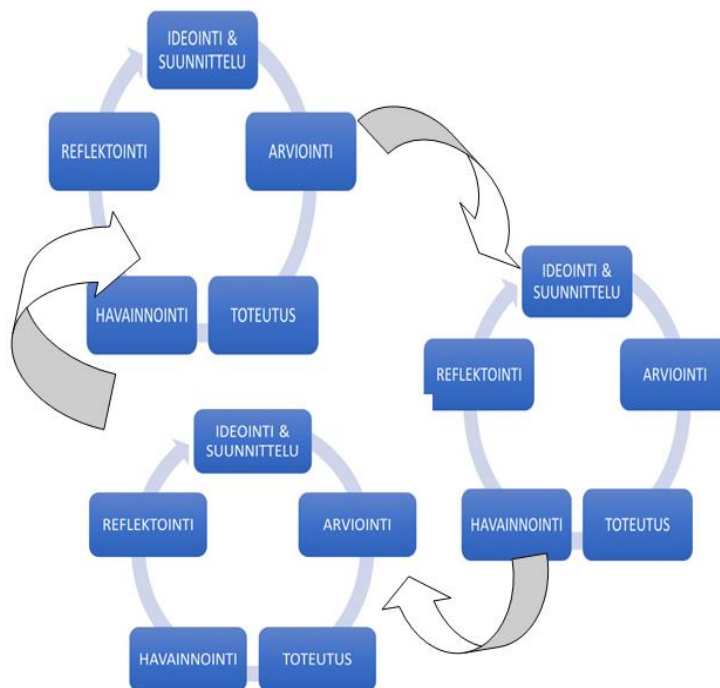 IDEOINTI &
SUUNNITTELU
REFLEKTOINTI
ARVIOINTI
HAVAINNOINTI
TOTEUTUS
IDEOINTI &
SUUNNITTELU
REFLEKTOINTI
ARVIOINTI
HAVAINNOINTI
TOTEUTUS
IDEOINTI &
SUUNNITTELU
REFLEKTOINTI
ARVIOINTI
HAVAINNOINTI
TOTEUTUS